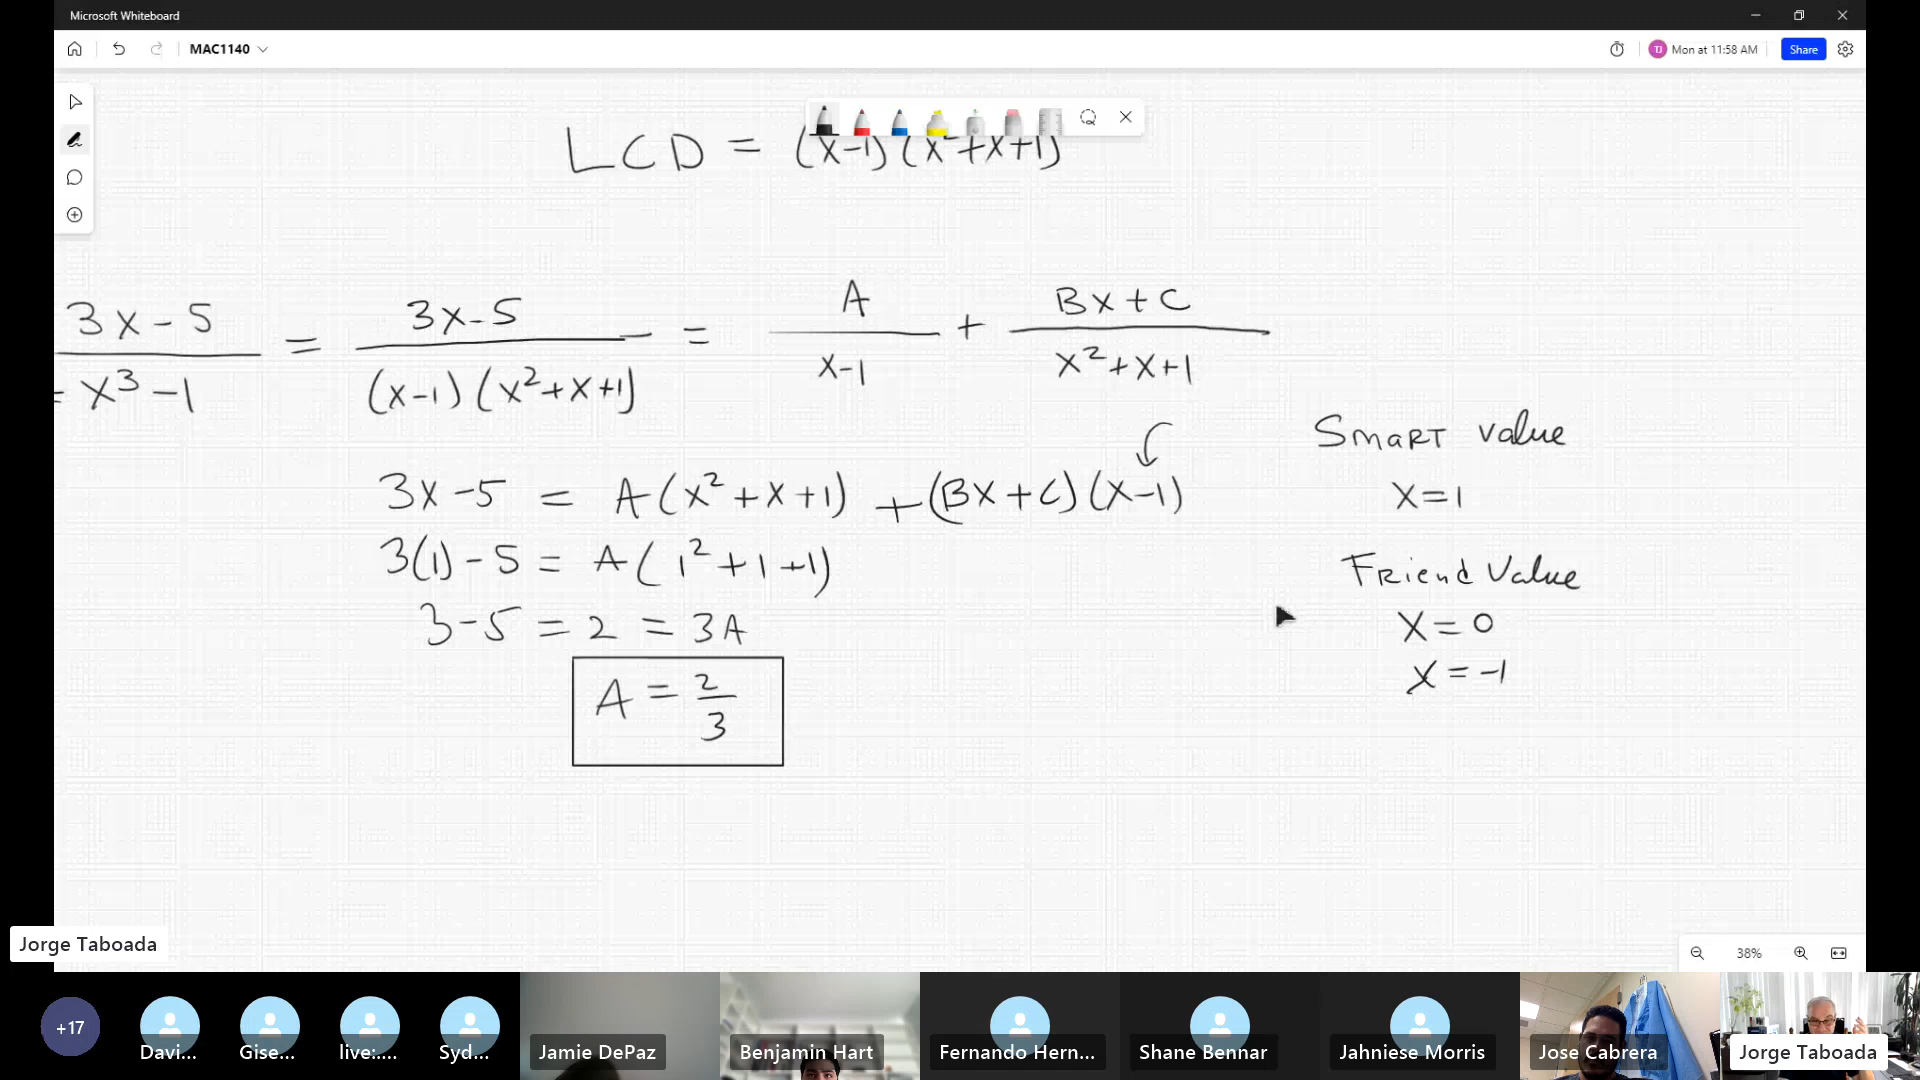 Microsoft Whiteboard
MAC1140
TJ Mon at 11:58 AM Share
LCD = (x-1)(x²+x+1)
3x-5 / x³-1 = 3x-5 / (x-1)(x²+x+1) = A / x-1 + Bx+C / x²+x+1
Smart value
x=1
3x-5 = A(x²+x+1) + (Bx+C)(x-1)
3(1)-5 = A(1²+1+1)
3-5 = 2 = 3A
A = 2/3
Friend Value
x=0
x=-1
38%
Jorge Taboada
+17
Davi...
Gise...
live:....
Syd...
Jamie DePaz
Benjamin Hart
Fernando Hern...
Shane Bennar
Jahniese Morris
Jose Cabrera
Jorge Taboada